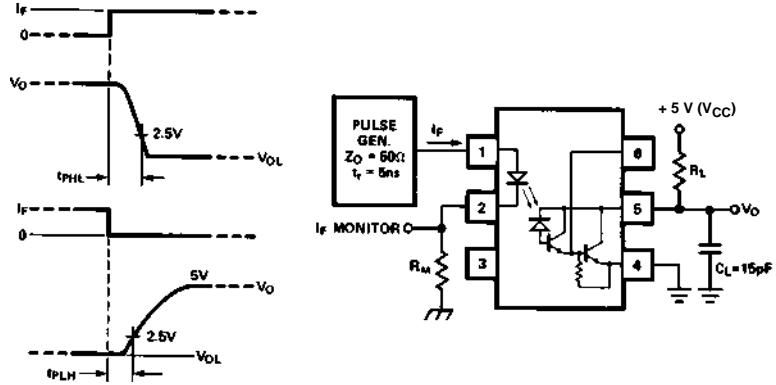 IF
0
VO
2.5V
VOL
tPHL
IF
0
5V
VO
2.5V
VOL
tPLH
PULSE
GEN.
ZO = 50Ω
tr = 5ns
IF
1
2
3
IF MONITOR
RM
6
5
4
+ 5 V (VCC)
RL
VO
CL=15pF